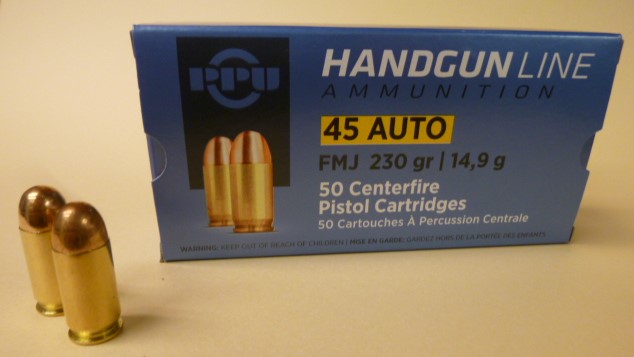 PPU
HANDGUN LINE
AMMUNITION
45 AUTO
FMJ 230 gr | 14,9 g
50 Centerfire
Pistol Cartridges
50 Cartouches À Percussion Centrale
WARNING: KEEP OUT OF REACH OF CHILDREN | MISE EN GARDE: GARDEZ HORS DE LA PORTÉE DES ENFANTS